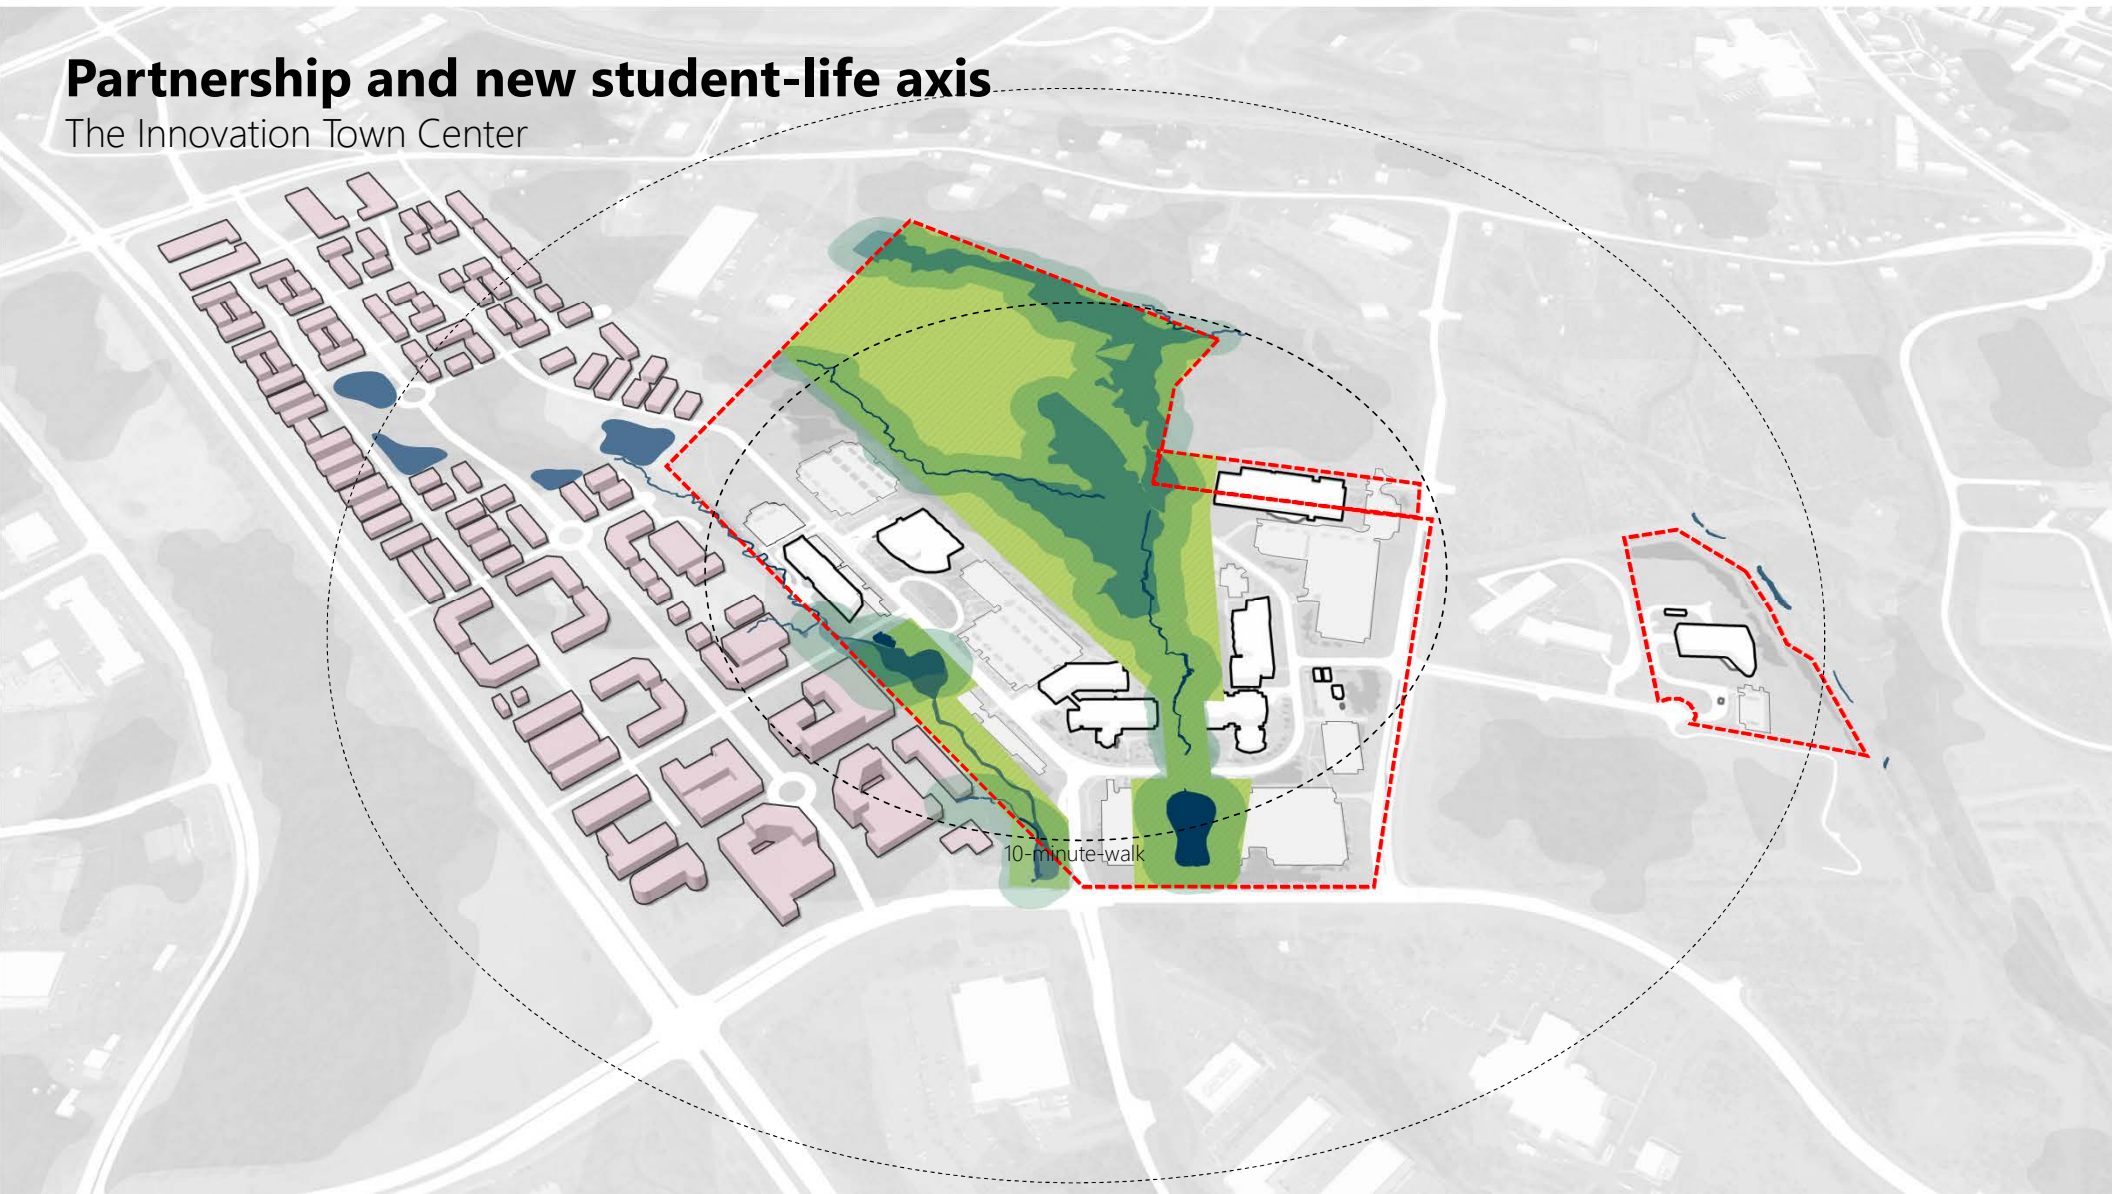 Partnership and new student-life axis
The Innovation Town Center
10-minute-walk